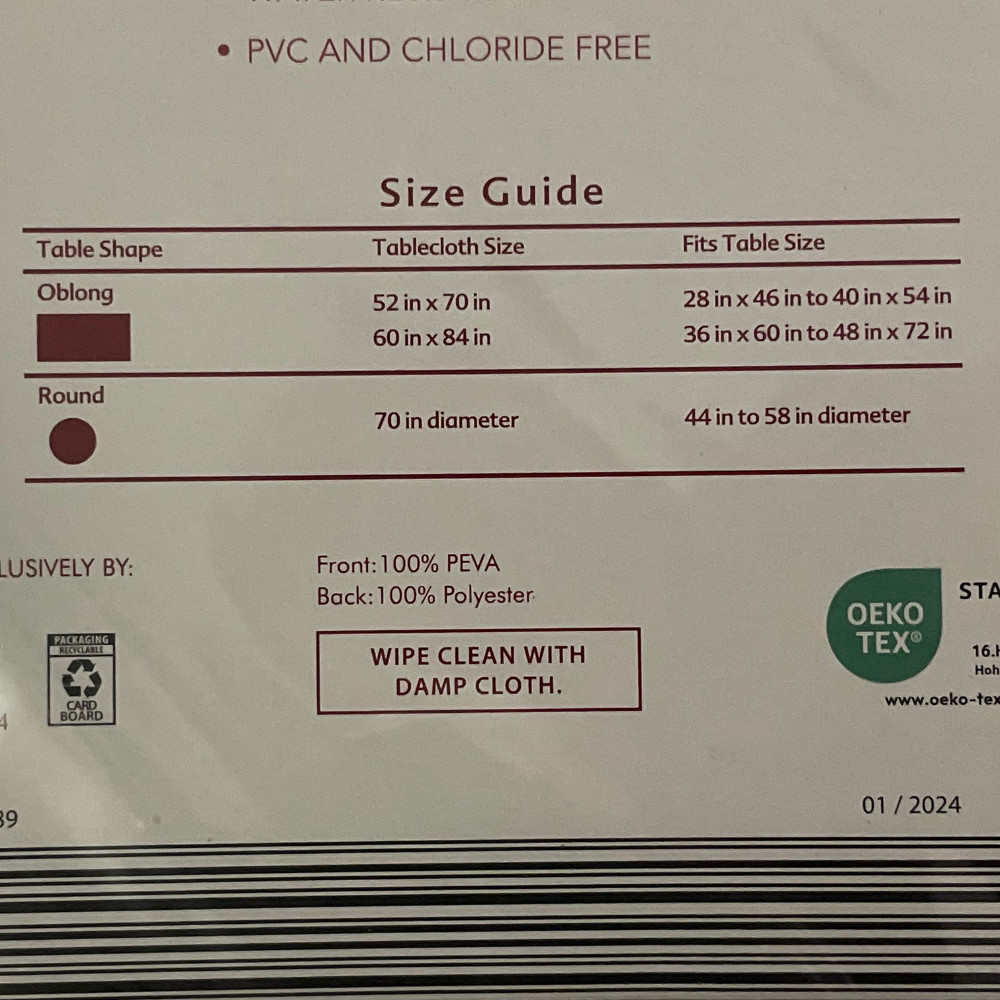 • PVC AND CHLORIDE FREE
Size Guide
Table Shape Tablecloth Size Fits Table Size
Oblong
52 in x 70 in 28 in x 46 in to 40 in x 54 in
60 in x 84 in 36 in x 60 in to 48 in x 72 in
Round
70 in diameter 44 in to 58 in diameter
LUSIVELY BY:
Front: 100% PEVA
Back: 100% Polyester
WIPE CLEAN WITH
DAMP CLOTH.
PACKAGING
RECYCLABLE
CARD
BOARD
OEKO
TEX®
STA
16.H
Hoh
www.oeko-tex
4
39
01 / 2024